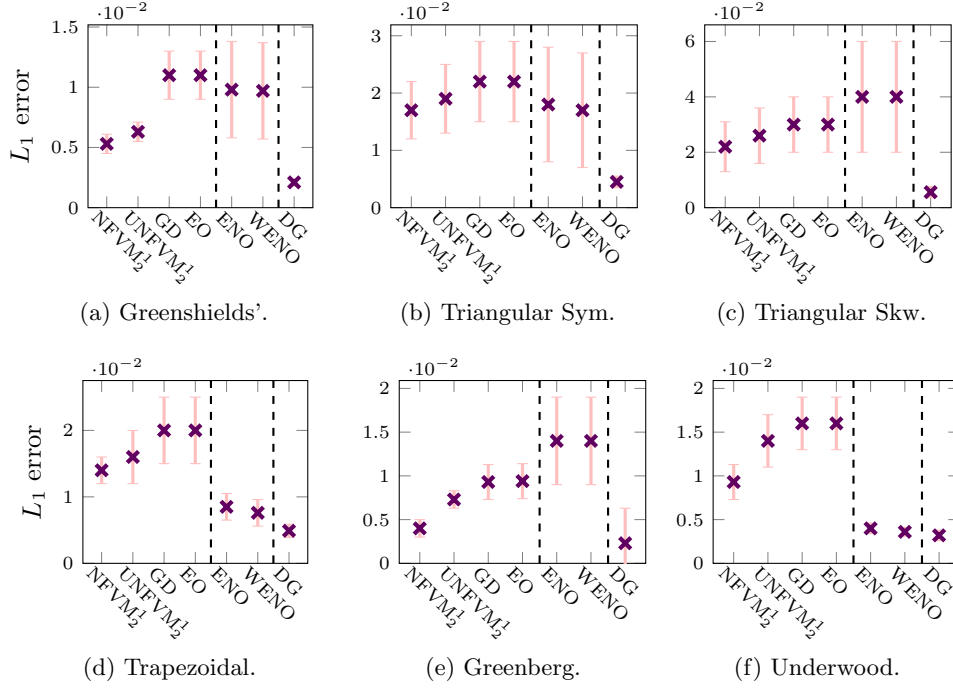 ·10⁻² ·10⁻² ·10⁻²
L₁ error
1.5
1
0.5
0
NFVM₂¹ UNFVM₂¹ GD EO ENO WENO DG
(a) Greenshields'.
3
2
1
0
NFVM₂¹ UNFVM₂¹ GD EO ENO WENO DG
(b) Triangular Sym.
6
4
2
0
NFVM₂¹ UNFVM₂¹ GD EO ENO WENO DG
(c) Triangular Skw.
·10⁻² ·10⁻² ·10⁻²
L₁ error
2
1
0
NFVM₂¹ UNFVM₂¹ GD EO ENO WENO DG
(d) Trapezoidal.
2
1.5
1
0.5
0
NFVM₂¹ UNFVM₂¹ GD EO ENO WENO DG
(e) Greenberg.
2
1.5
1
0.5
0
NFVM₂¹ UNFVM₂¹ GD EO ENO WENO DG
(f) Underwood.